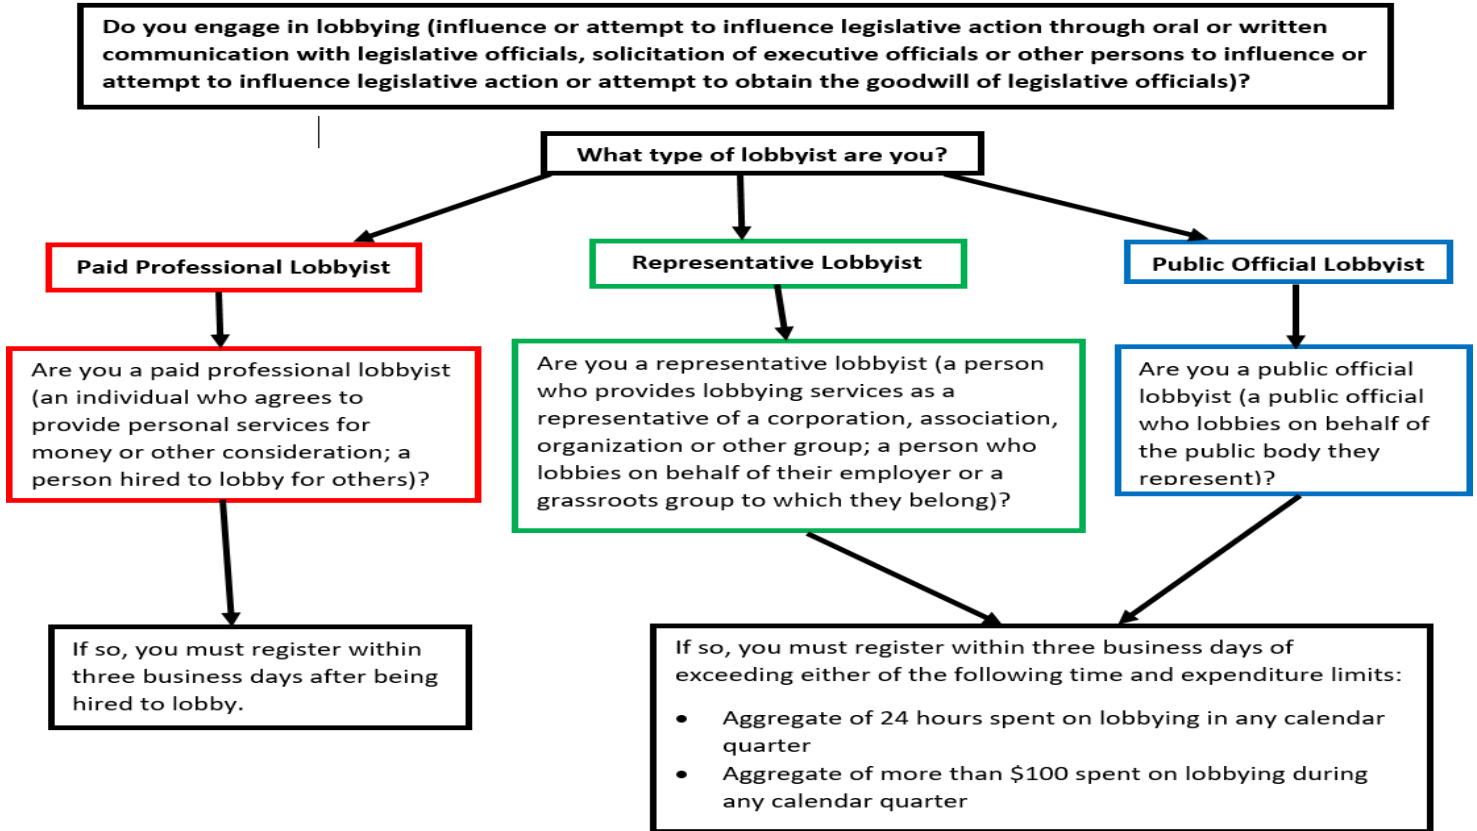 Do you engage in lobbying (influence or attempt to influence legislative action through oral or written
communication with legislative officials, solicitation of executive officials or other persons to influence or
attempt to influence legislative action or attempt to obtain the goodwill of legislative officials)?
What type of lobbyist are you?
Paid Professional Lobbyist
Representative Lobbyist
Public Official Lobbyist
Are you a paid professional lobbyist
(an individual who agrees to
provide personal services for
money or other consideration; a
person hired to lobby for others)?
Are you a representative lobbyist (a person
who provides lobbying services as a
representative of a corporation, association,
organization or other group; a person who
lobbies on behalf of their employer or a
grassroots group to which they belong)?
Are you a public official
lobbyist (a public official
who lobbies on behalf of
the public body they
represent)?
If so, you must register within
three business days after being
hired to lobby.
If so, you must register within three business days of
exceeding either of the following time and expenditure limits:
• Aggregate of 24 hours spent on lobbying in any calendar
quarter
• Aggregate of more than $100 spent on lobbying during
any calendar quarter